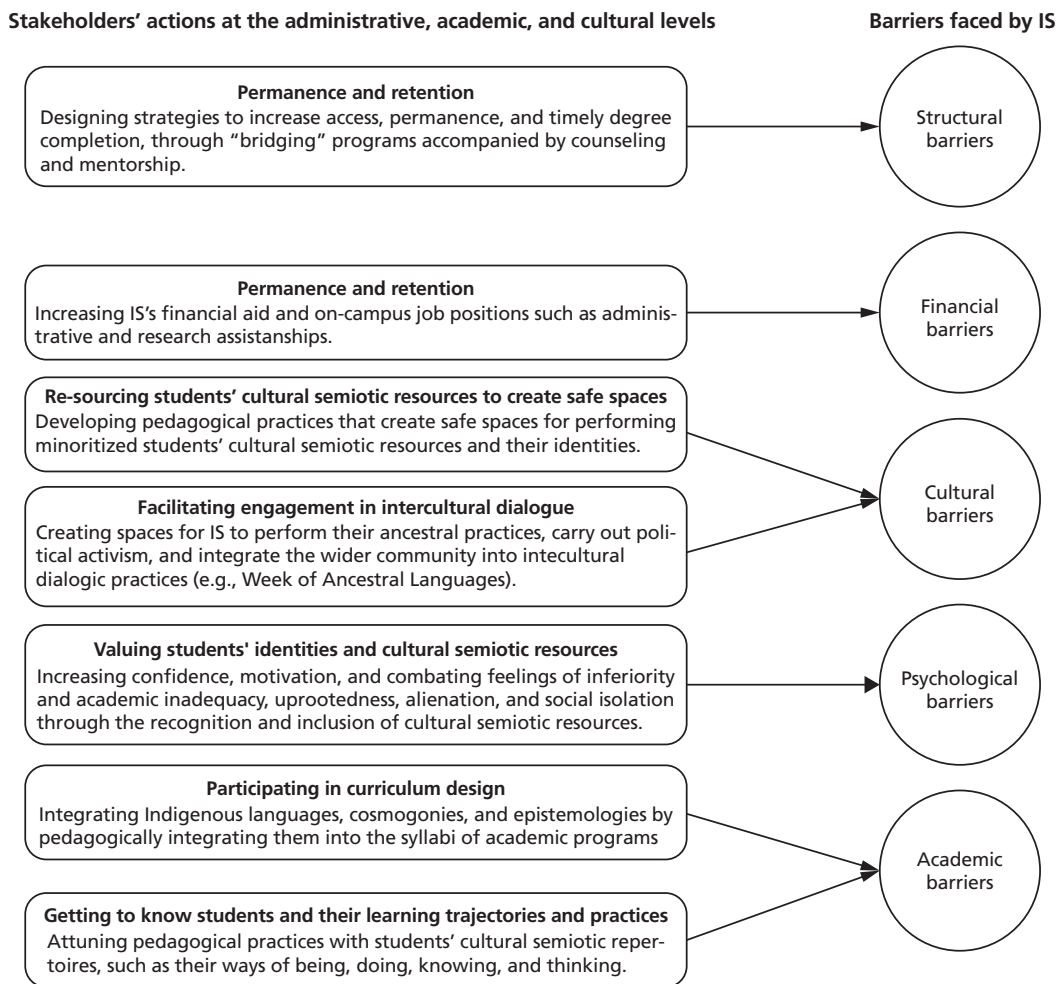 Stakeholders’ actions at the administrative, academic, and cultural levels
Barriers faced by IS
Permanence and retention
Designing strategies to increase access, permanence, and timely degree
completion, through “bridging” programs accompanied by counseling
and mentorship.
Structural
barriers
Permanence and retention
Increasing IS’s financial aid and on-campus job positions such as adminis-
trative and research assistanships.
Financial
barriers
Re-sourcing students’ cultural semiotic resources to create safe spaces
Developing pedagogical practices that create safe spaces for performing
minoritized students’ cultural semiotic resources and their identities.
Facilitating engagement in intercultural dialogue
Creating spaces for IS to perform their ancestral practices, carry out poli-
tical activism, and integrate the wider community into intecultural
dialogic practices (e.g., Week of Ancestral Languages).
Cultural
barriers
Valuing students' identities and cultural semiotic resources
Increasing confidence, motivation, and combating feelings of inferiority
and academic inadequacy, uprootedness, alienation, and social isolation
through the recognition and inclusion of cultural semiotic resources.
Psychological
barriers
Participating in curriculum design
Integrating Indigenous languages, cosmogonies, and epistemologies by
pedagogically integrating them into the syllabi of academic programs
Getting to know students and their learning trajectories and practices
Attuning pedagogical practices with students’ cultural semiotic reper-
toires, such as their ways of being, doing, knowing, and thinking.
Academic
barriers